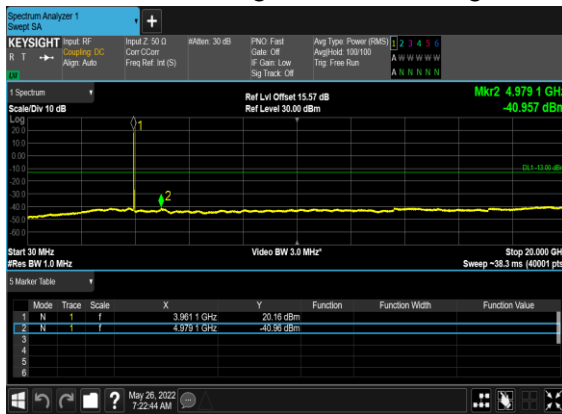 Spectrum Analyzer 1
Swept SA
+
KEYSIGHT Input: RF Input Z: 50 Ω #Atten: 30 dB PNO: Fast Avg Type: Power (RMS) 1 2 3 4 5 6
R T Coupling: DC Corr CCorr Gate: Off Avg|Hold: 100/100 A W W W W W
Align: Auto Freq Ref: Int (S) IF Gain: Low Trig: Free Run
Sig Track: Off A N N N N N
1 Spectrum Ref Lvl Offset 15.57 dB Mkr2 4.979 1 GHz
Scale/Div 10 dB Ref Level 30.00 dBm -40.957 dBm
Log
20.0
10.0
0.00
-10.0
DL1 -13.00 dBm
-20.0
-30.0
-40.0
-50.0
-60.0
1
2
Start 30 MHz Video BW 3.0 MHz* Stop 20.000 GHz
#Res BW 1.0 MHz Sweep ~38.3 ms (40001 pts)
5 Marker Table
Mode Trace Scale X Y Function Function Width Function Value
1 N 1 f 3.961 1 GHz 20.16 dBm
2 N 1 f 4.979 1 GHz -40.96 dBm
3
4
5
6
? May 26, 2022
7:22:44 AM